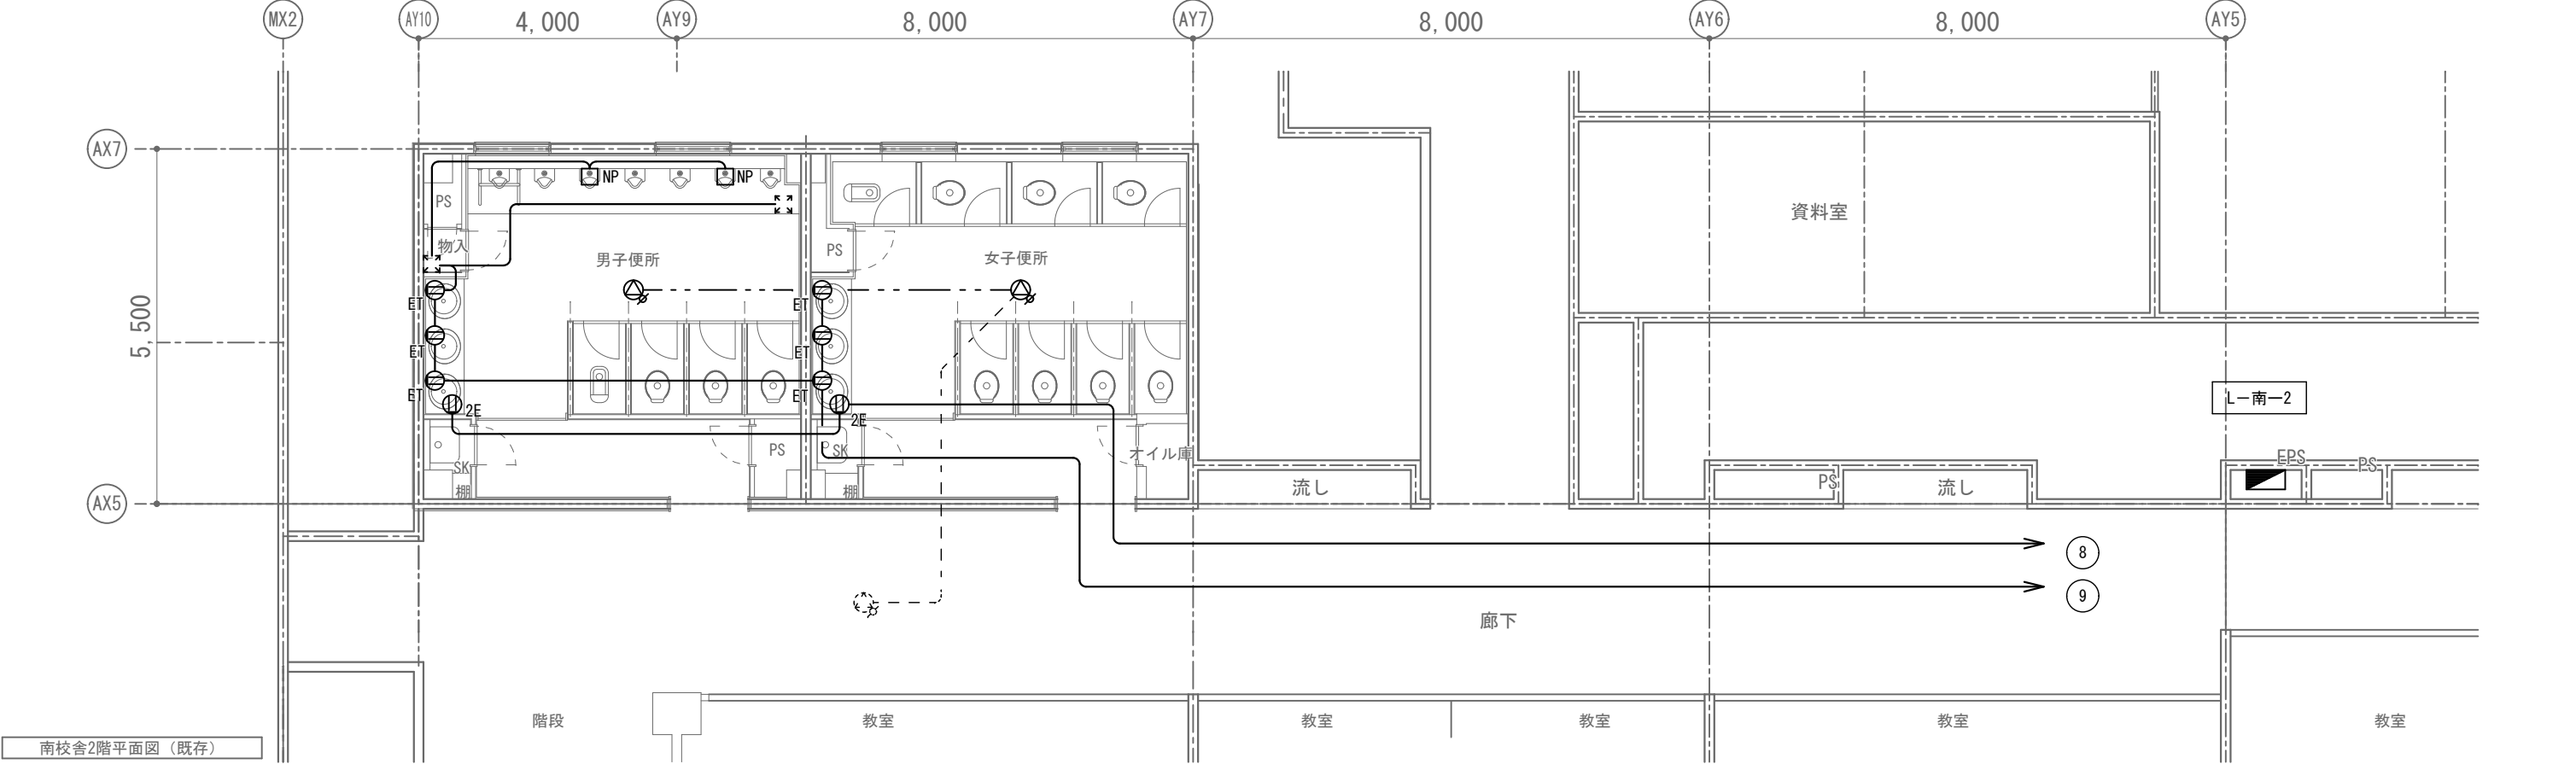 MX2
AY10
4,000
AY9
8,000
AY7
8,000
AY6
8,000
AY5
AX7
NP
NP
PS
資料室
物入
PS
男子便所
女子便所
ET
ET
5,500
ET
ET
ET
ET
L－南－2
2E
2E
PS
SK
オイル庫
EPS
PS
SK
PS
棚
棚
流し
流し
AX5
8
9
廊下
階段
教室
教室
教室
教室
教室
南校舎2階平面図（既存）